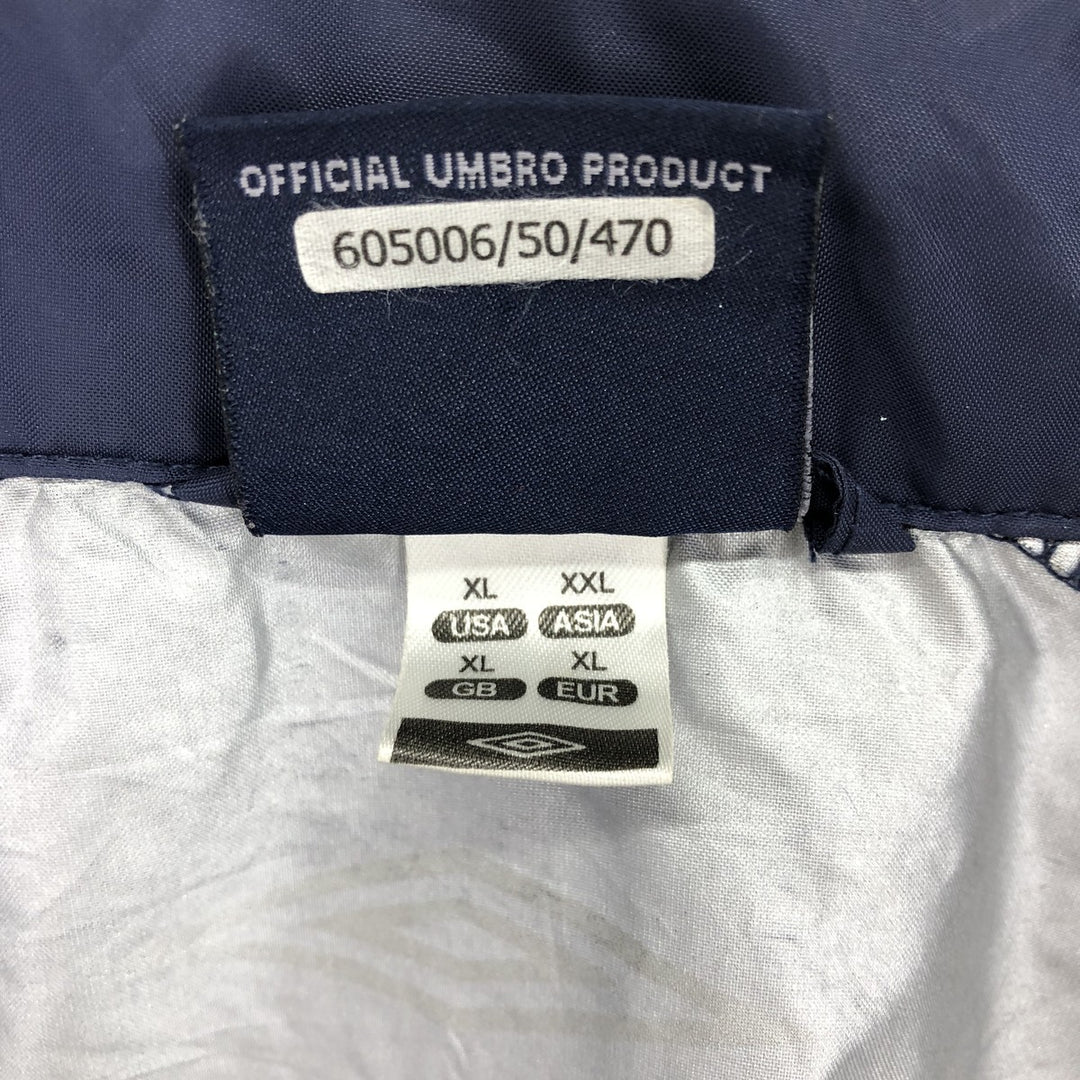 OFFICIAL UMBRO PRODUCT
605006/50/470
XL XXL
USA ASIA
XL XL
GB EUR